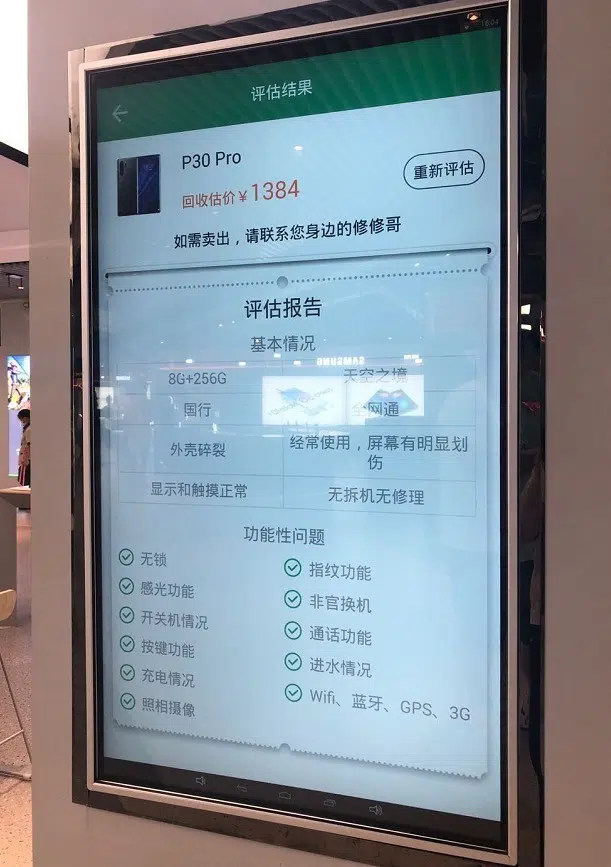 16:04
评估结果
P30 Pro
回收估价￥1384
重新评估
如需卖出，请联系您身边的修修哥
评估报告
基本情况
8G+256G
天空之境
国行
全网通
外壳碎裂
经常使用，屏幕有明显划
伤
显示和触摸正常
无拆机无修理
功能性问题
无锁
指纹功能
感光功能
非官换机
开关机情况
通话功能
按键功能
进水情况
充电情况
Wifi、蓝牙、GPS、3G
照相摄像